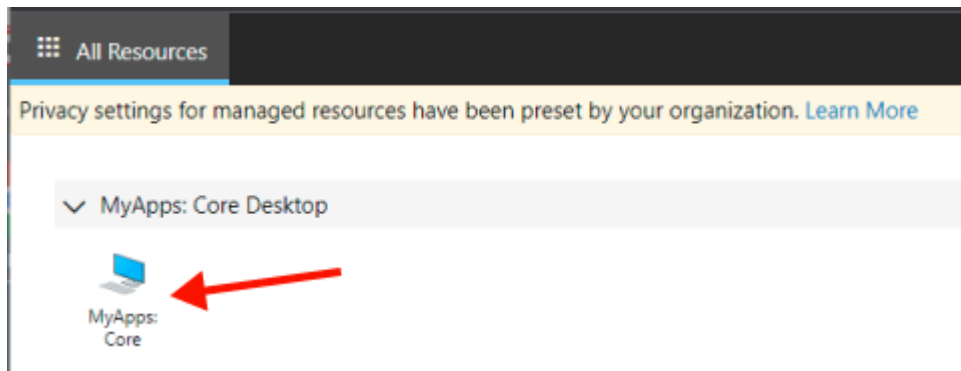 All Resources
Privacy settings for managed resources have been preset by your organization. Learn More
MyApps: Core Desktop
MyApps:
Core